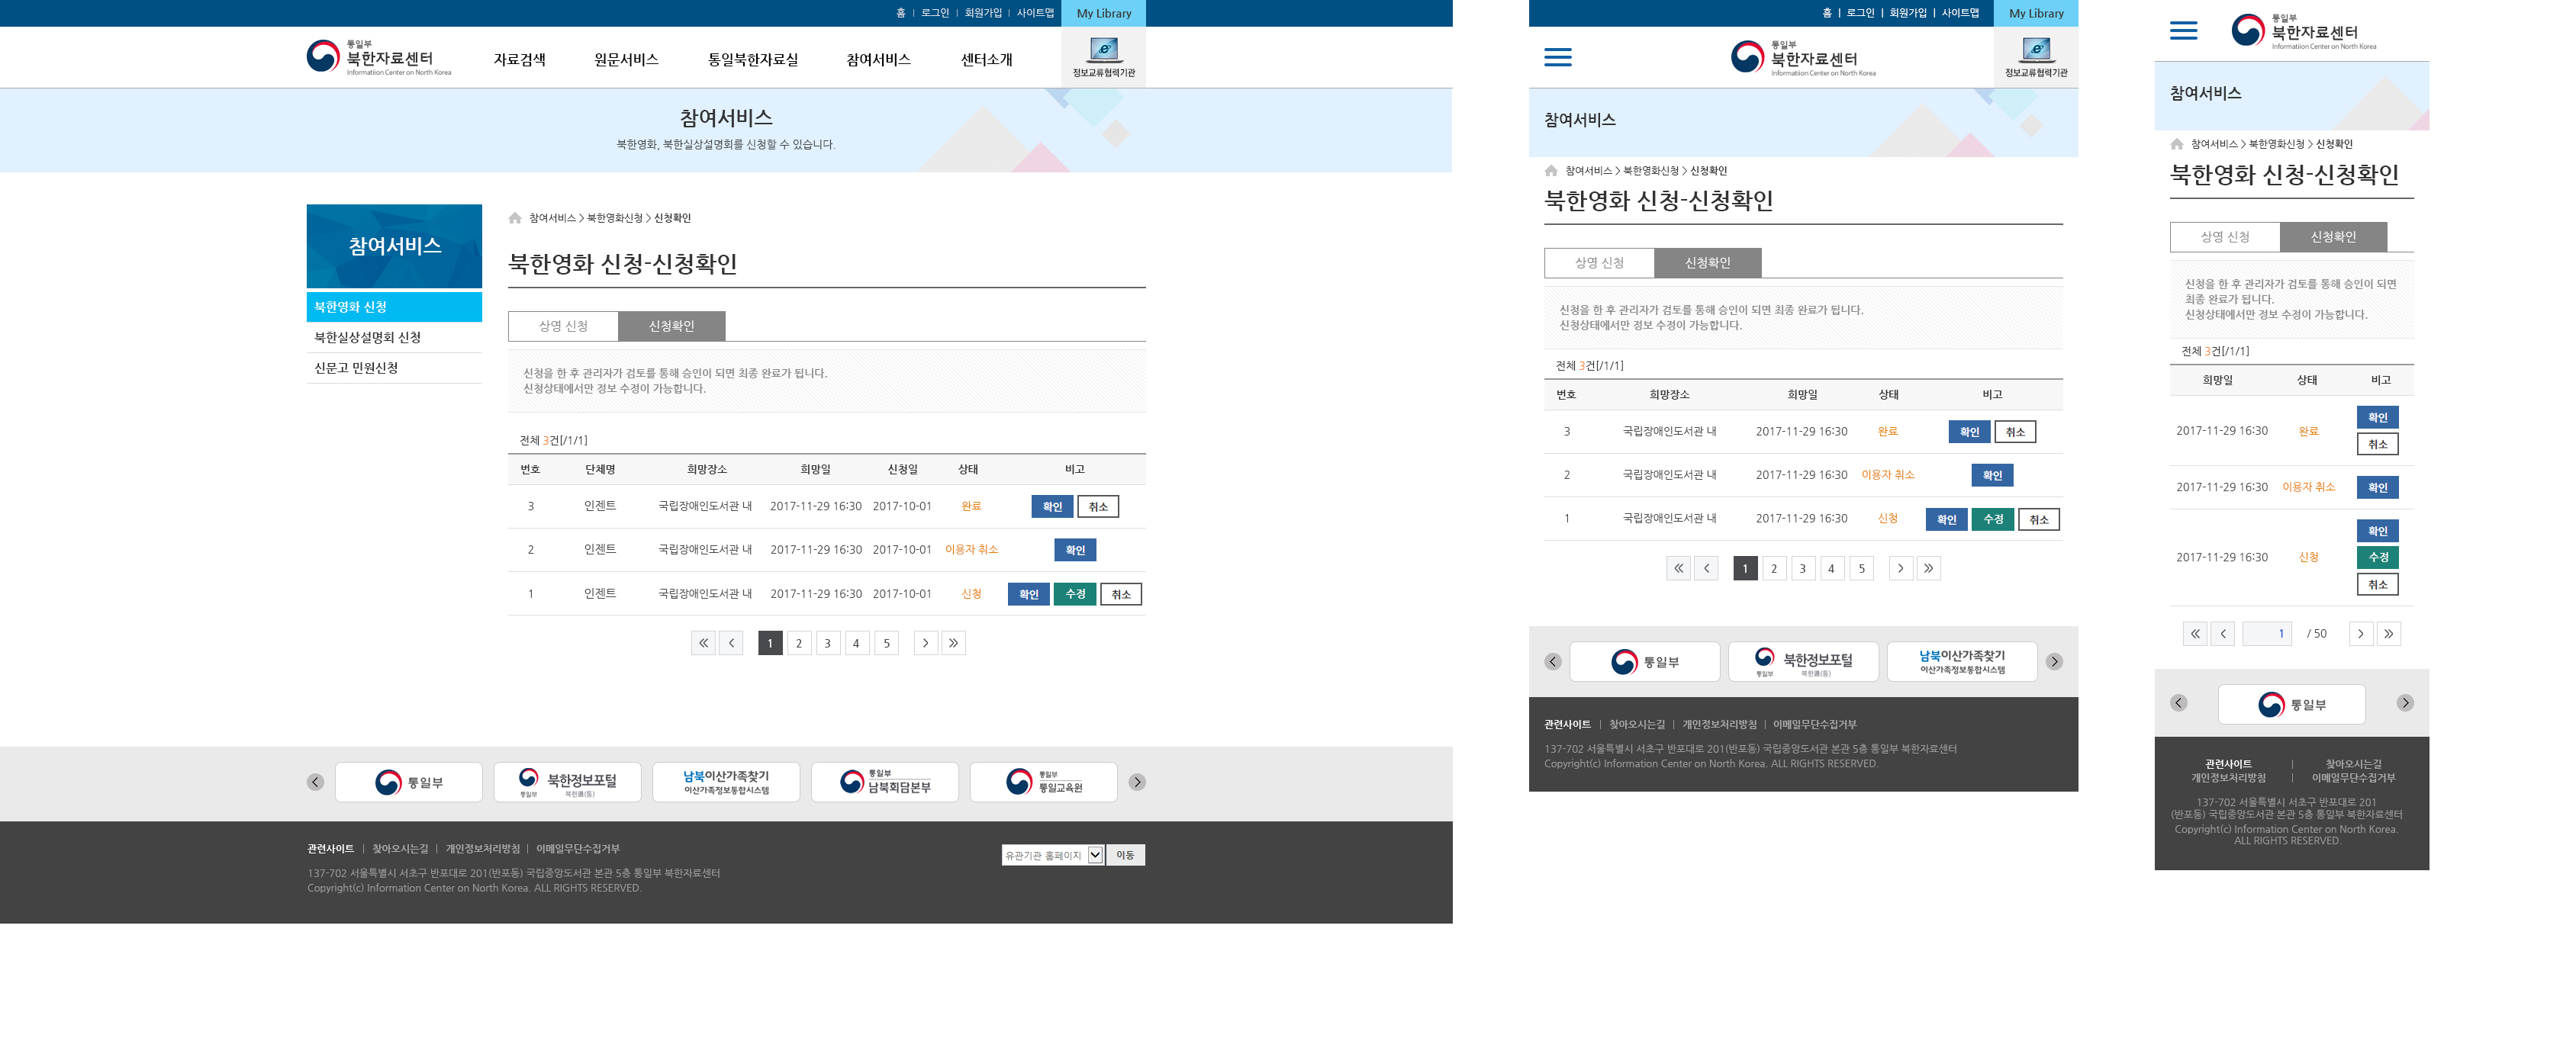 홈 | 로그인 | 회원가입 | 사이트맵 My Library
통일부
북한자료센터
Informatiion Center on North Korea
자료검색 원문서비스 통일북한자료실 참여서비스 센터소개
정보교류협력기관
참여서비스
북한영화, 북한실상설명회를 신청할 수 있습니다.
참여서비스
북한영화 신청
북한실상설명회 신청
신문고 민원신청
참여서비스 > 북한영화신청 > 신청확인
북한영화 신청-신청확인
상영 신청 신청확인
신청을 한 후 관리자가 검토를 통해 승인이 되면 최종 완료가 됩니다.
신청상태에서만 정보 수정이 가능합니다.
전체 3건[/1/1]
번호 단체명 희망장소 희망일 신청일 상태 비고
3 인젠트 국립장애인도서관 내 2017-11-29 16:30 2017-10-01 완료 확인 취소
2 인젠트 국립장애인도서관 내 2017-11-29 16:30 2017-10-01 이용자 취소 확인
1 인젠트 국립장애인도서관 내 2017-11-29 16:30 2017-10-01 신청 확인 수정 취소
1 2 3 4 5
통일부
통일부 북한정보포털 북한通(통)
남북이산가족찾기
이산가족정보통합시스템
통일부
남북회담본부
통일부
통일교육원
관련사이트 | 찾아오시는길 | 개인정보처리방침 | 이메일무단수집거부
유관기관 홈페이지 이동
137-702 서울특별시 서초구 반포대로 201(반포동) 국립중앙도서관 본관 5층 통일부 북한자료센터
Copyright(c) Information Center on North Korea. ALL RIGHTS RESERVED.
홈 | 로그인 | 회원가입 | 사이트맵 My Library
통일부
북한자료센터
Informatiion Center on North Korea
정보교류협력기관
참여서비스
참여서비스 > 북한영화신청 > 신청확인
북한영화 신청-신청확인
상영 신청 신청확인
신청을 한 후 관리자가 검토를 통해 승인이 되면 최종 완료가 됩니다.
신청상태에서만 정보 수정이 가능합니다.
전체 3건[/1/1]
번호 희망장소 희망일 상태 비고
3 국립장애인도서관 내 2017-11-29 16:30 완료 확인 취소
2 국립장애인도서관 내 2017-11-29 16:30 이용자 취소 확인
1 국립장애인도서관 내 2017-11-29 16:30 신청 확인 수정 취소
1 2 3 4 5
통일부
통일부 북한정보포털 북한通(통)
남북이산가족찾기
이산가족정보통합시스템
관련사이트 | 찾아오시는길 | 개인정보처리방침 | 이메일무단수집거부
137-702 서울특별시 서초구 반포대로 201(반포동) 국립중앙도서관 본관 5층 통일부 북한자료센터
Copyright(c) Information Center on North Korea. ALL RIGHTS RESERVED.
통일부
북한자료센터
Informatiion Center on North Korea
참여서비스
참여서비스 > 북한영화신청 > 신청확인
북한영화 신청-신청확인
상영 신청 신청확인
신청을 한 후 관리자가 검토를 통해 승인이 되면
최종 완료가 됩니다.
신청상태에서만 정보 수정이 가능합니다.
전체 3건[/1/1]
희망일 상태 비고
2017-11-29 16:30 완료 확인
취소
2017-11-29 16:30 이용자 취소 확인
확인
2017-11-29 16:30 신청 수정
취소
1 / 50
통일부
관련사이트 | 찾아오시는길
개인정보처리방침 | 이메일무단수집거부
137-702 서울특별시 서초구 반포대로 201
(반포동) 국립중앙도서관 본관 5층 통일부 북한자료센터
Copyright(c) Information Center on North Korea.
ALL RIGHTS RESERVED.